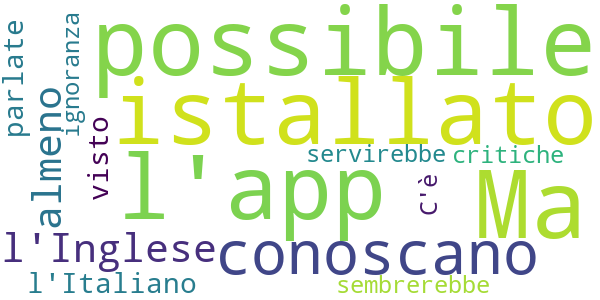 possibile
istallato
l'app
Ma
parlate
ignoranza
almeno
visto
servirebbe
critiche
c'è
l'Inglese
conoscano
l'Italiano
sembrerebbe